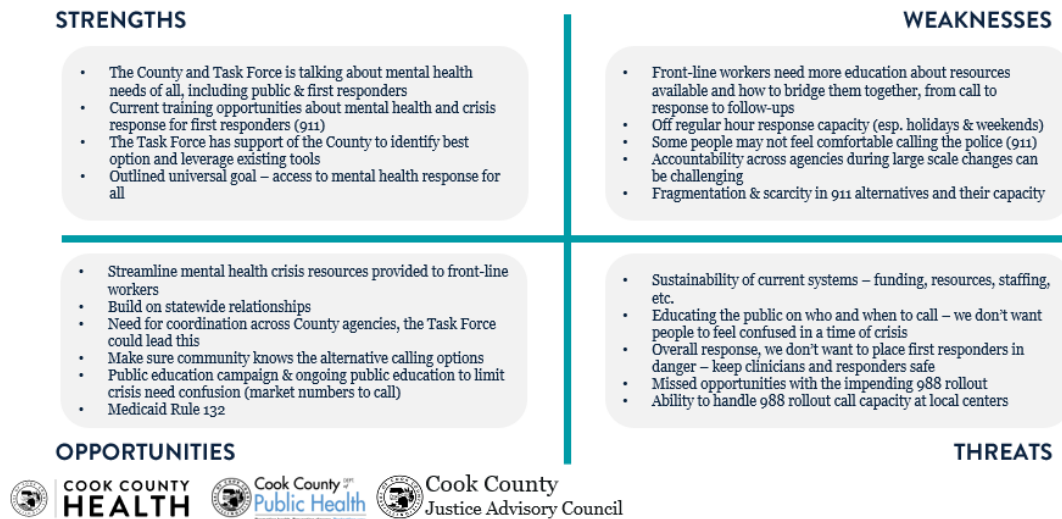 STRENGTHS
WEAKNESSES
• The County and Task Force is talking about mental health
needs of all, including public & first responders
• Current training opportunities about mental health and crisis
response for first responders (911)
• The Task Force has support of the County to identify best
option and leverage existing tools
• Outlined universal goal – access to mental health response for
all
• Front-line workers need more education about resources
available and how to bridge them together, from call to
response to follow-ups
• Off regular hour response capacity (esp. holidays & weekends)
• Some people may not feel comfortable calling the police (911)
• Accountability across agencies during large scale changes can
be challenging
• Fragmentation & scarcity in 911 alternatives and their capacity
• Streamline mental health crisis resources provided to front-line
workers
• Build on statewide relationships
• Need for coordination across County agencies, the Task Force
could lead this
• Make sure community knows the alternative calling options
• Public education campaign & ongoing public education to limit
crisis need confusion (market numbers to call)
• Medicaid Rule 132
• Sustainability of current systems – funding, resources, staffing,
etc.
• Educating the public on who and when to call – we don't want
people to feel confused in a time of crisis
• Overall response, we don't want to place first responders in
danger – keep clinicians and responders safe
• Missed opportunities with the impending 988 rollout
• Ability to handle 988 rollout call capacity at local centers
OPPORTUNITIES
THREATS
COOK COUNTY
HEALTH
Cook County DEPT of
Public Health
Cook County
Justice Advisory Council